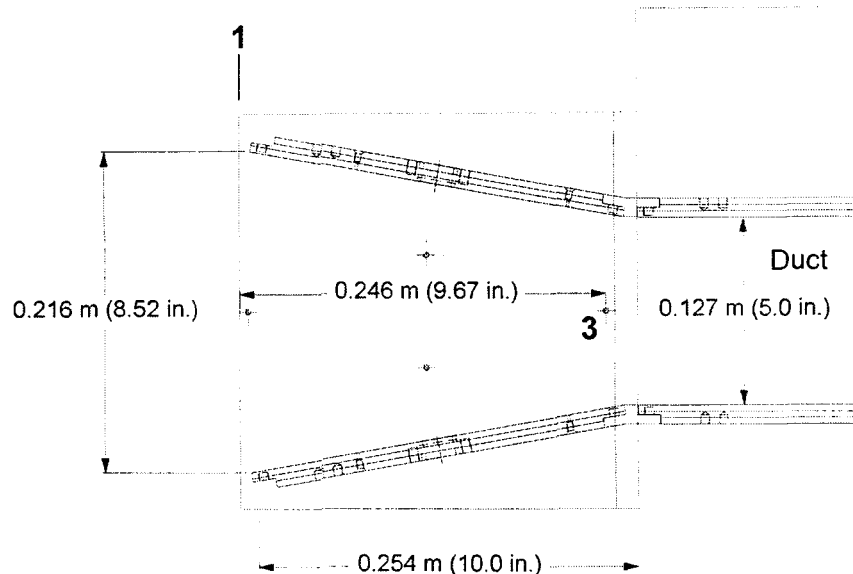 1
Duct
0.246 m (9.67 in.)
0.216 m (8.52 in.)
0.127 m (5.0 in.)
3
0.254 m (10.0 in.)